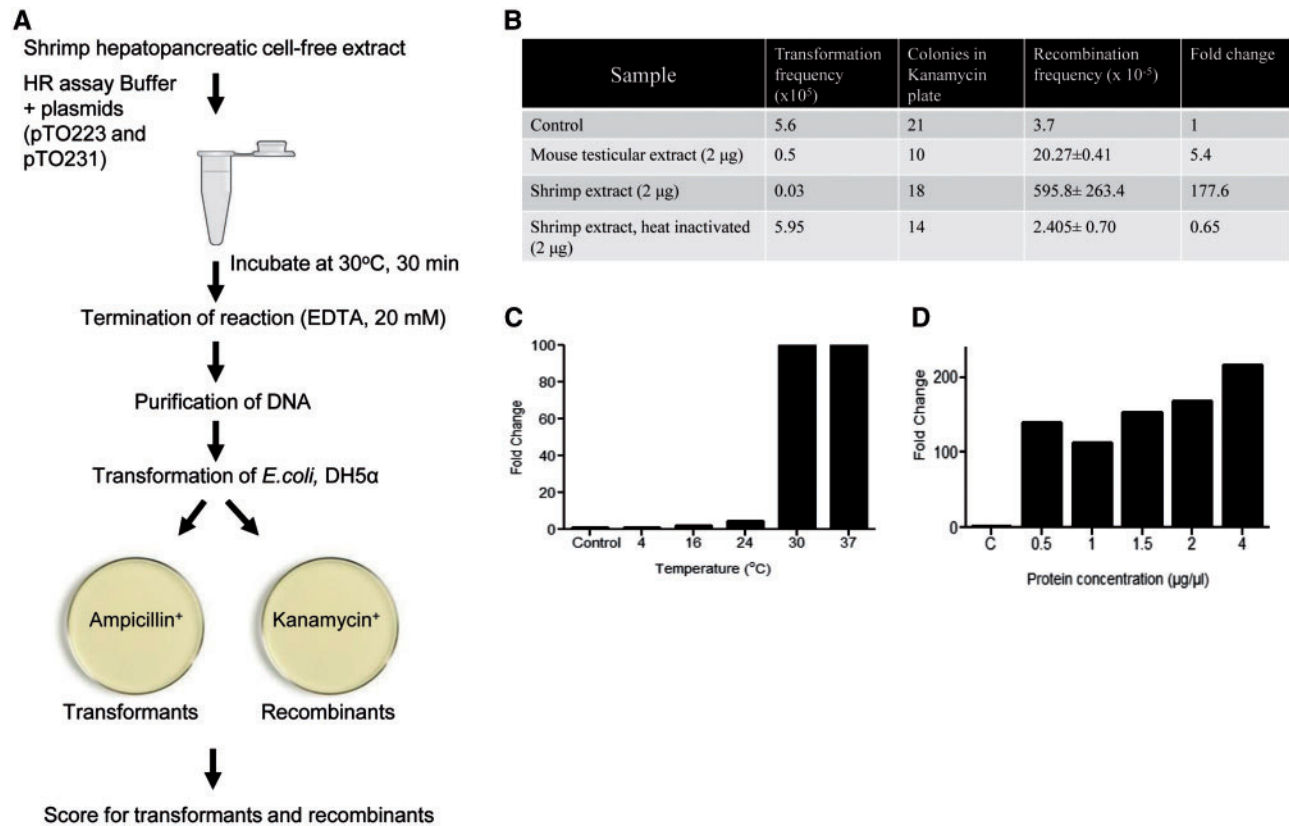 A
Shrimp hepatopancreatic cell-free extract
HR assay Buffer
+ plasmids
(pTO223 and
pTO231)
Incubate at 30°C, 30 min
Termination of reaction (EDTA, 20 mM)
Purification of DNA
Transformation of E.coli, DH5α
Ampicillin⁺
Kanamycin⁺
Transformants
Recombinants
Score for transformants and recombinants
B
Sample
Transformation
frequency
(x10⁵)
Colonies in
Kanamycin
plate
Recombination
frequency (x 10⁻⁵)
Fold change
Control 5.6 21 3.7 1
Mouse testicular extract (2 µg) 0.5 10 20.27±0.41 5.4
Shrimp extract (2 µg) 0.03 18 595.8± 263.4 177.6
Shrimp extract, heat inactivated 5.95 14 2.405± 0.70 0.65
(2 µg)
C
Fold Change
100
80
60
40
20
0
Control 4 16 24 30 37
Temperature (°C)
D
Fold Change
200
100
0
C 0.5 1 1.5 2 4
Protein concentration (µg/µl)